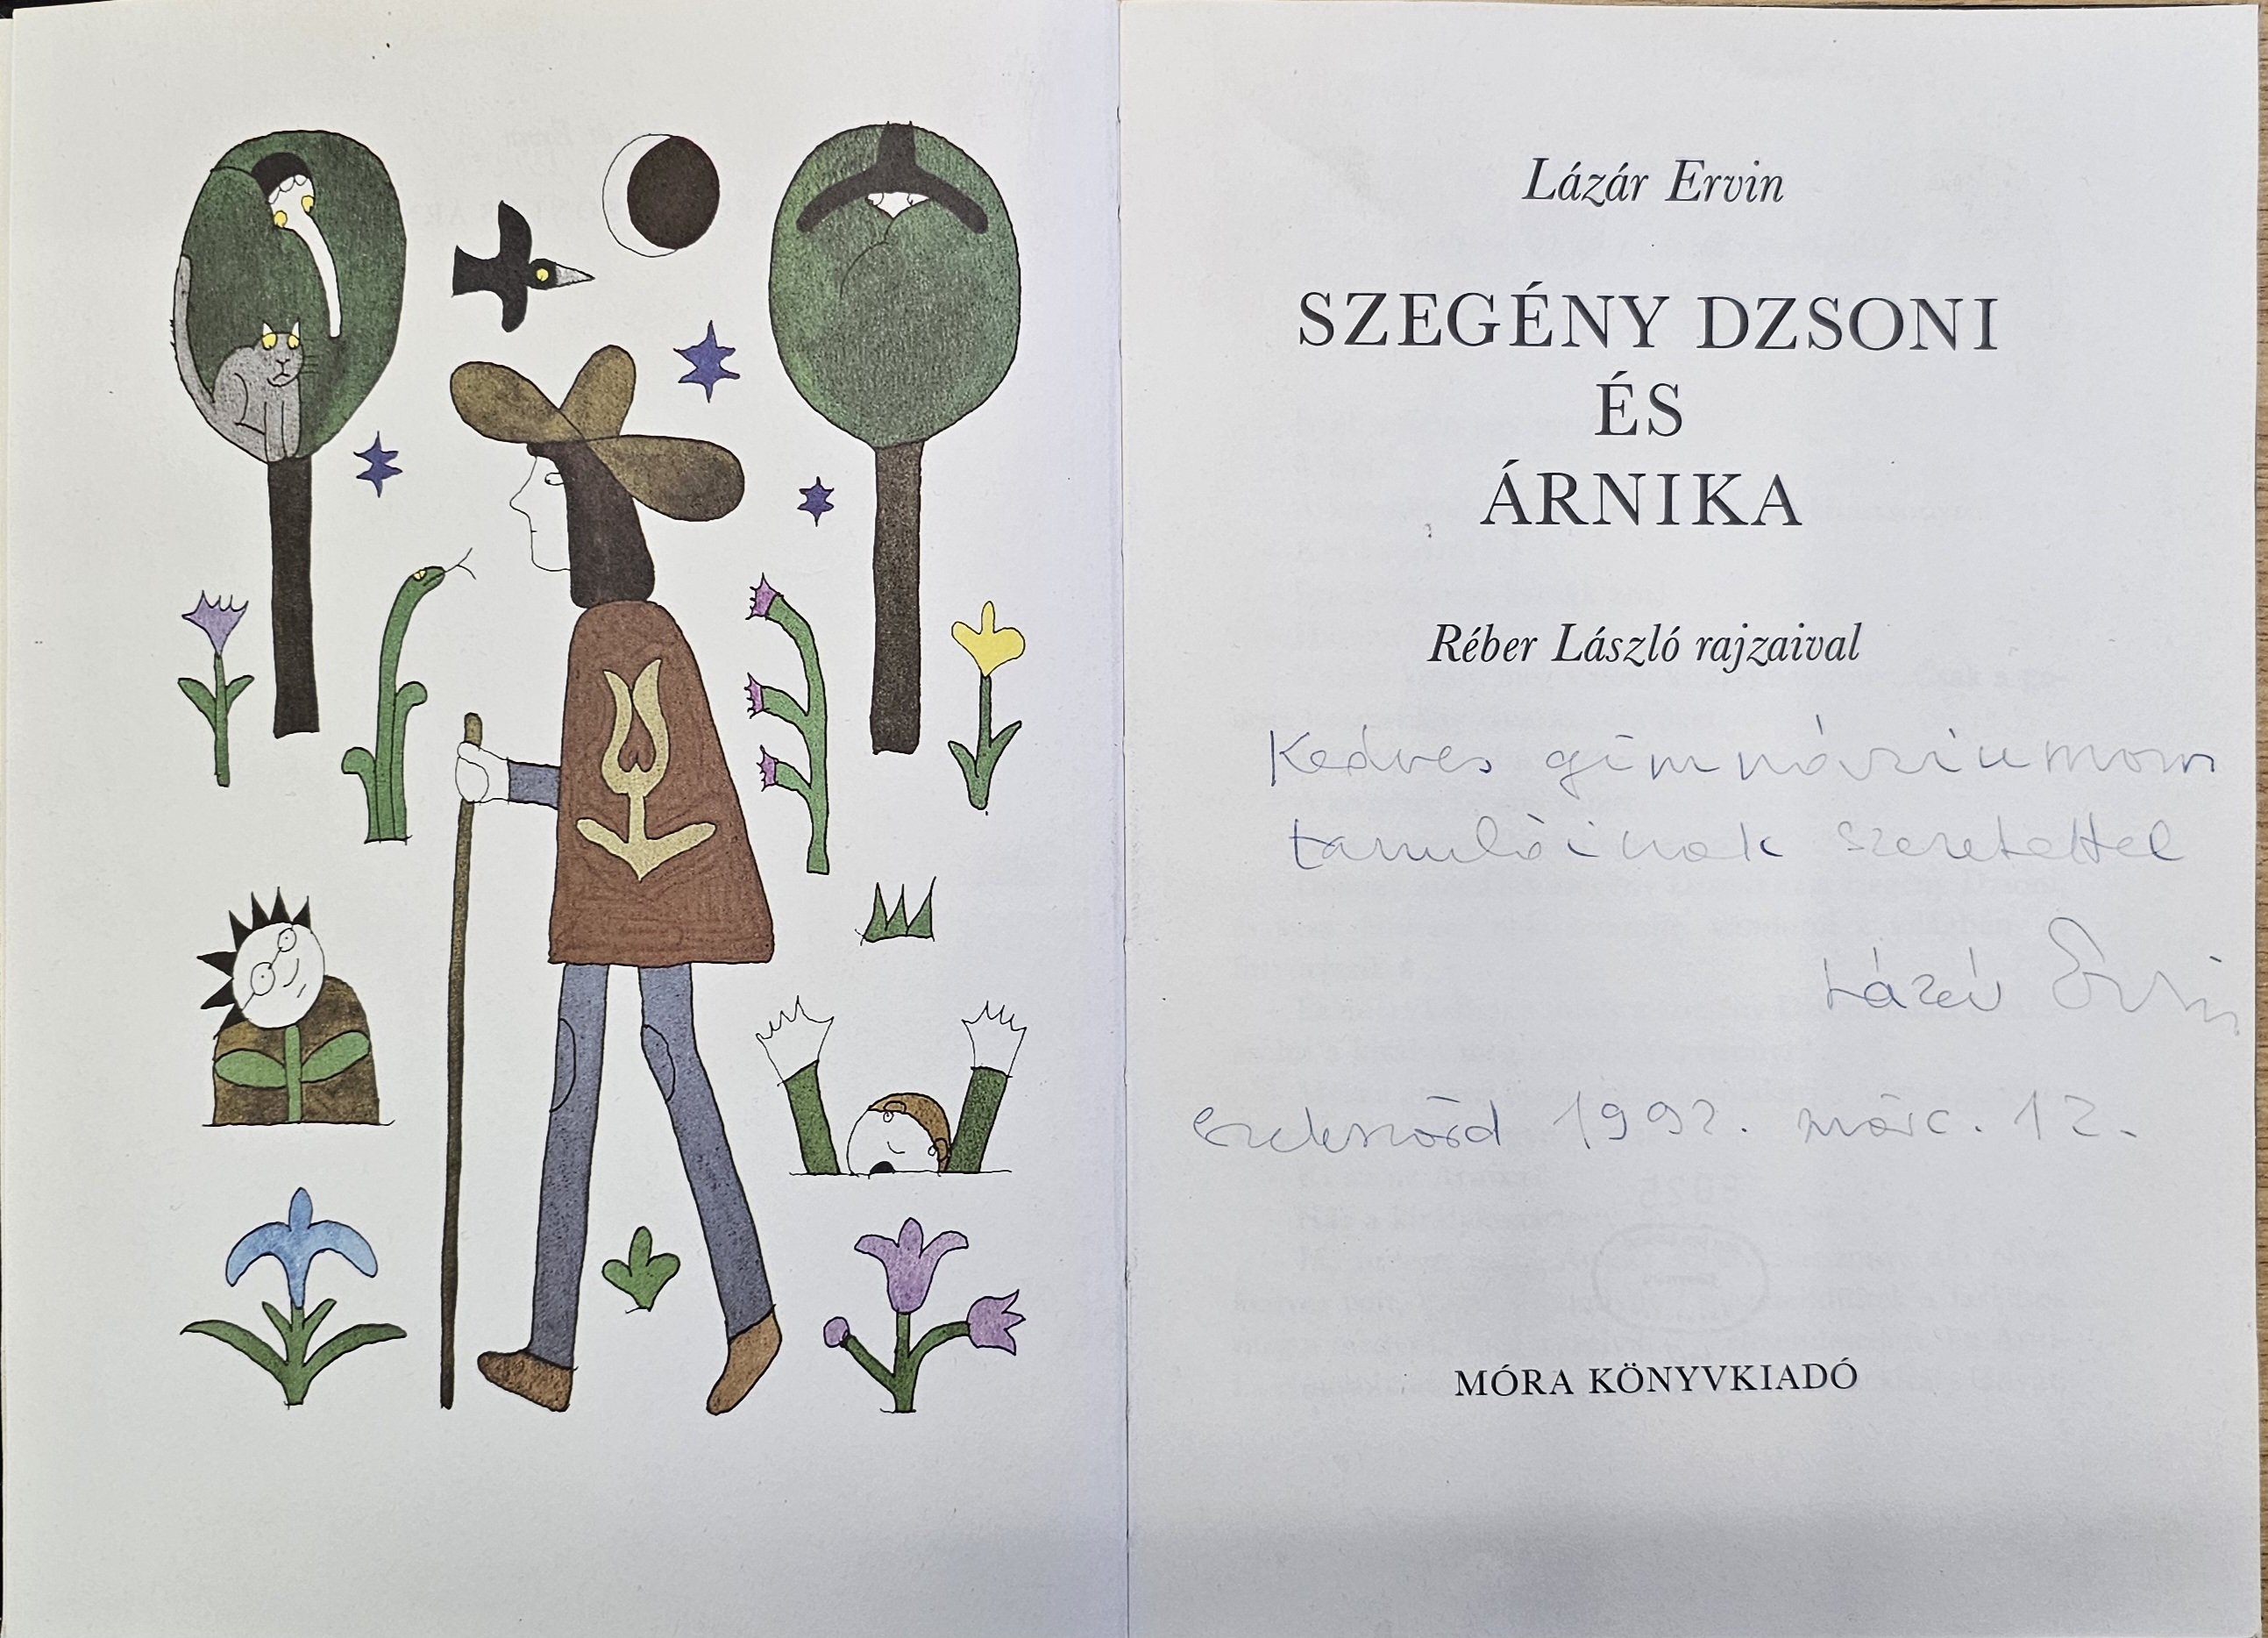 Lázár Ervin
SZEGÉNY DZSONI
ÉS
ÁRNIKA
Réber László rajzaival
Kedves gimnáziumom
tanulóinak szeretettel
Lázár Ervin
Szekszárd 1992. márc. 12.
MÓRA KÖNYVKIADÓ